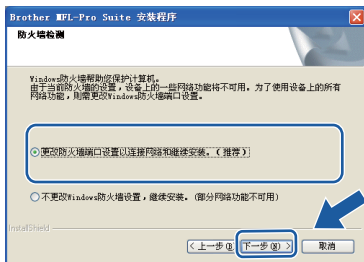 Brother MFL-Pro Suite 安装程序
防火墙检测
Windows防火墙帮助您保护计算机。
由于当前防火墙的设置，设备上的一些网络功能将不可用。为了使用设备上的所有
网络功能，则需更改Windows防火墙端口设置。
更改防火墙端口设置以连接网络和继续安装。(推荐)
不更改Windows防火墙设置，继续安装。(部分网络功能不可用)
InstallShield
< 上一步(B) 下一步(N) > 取消